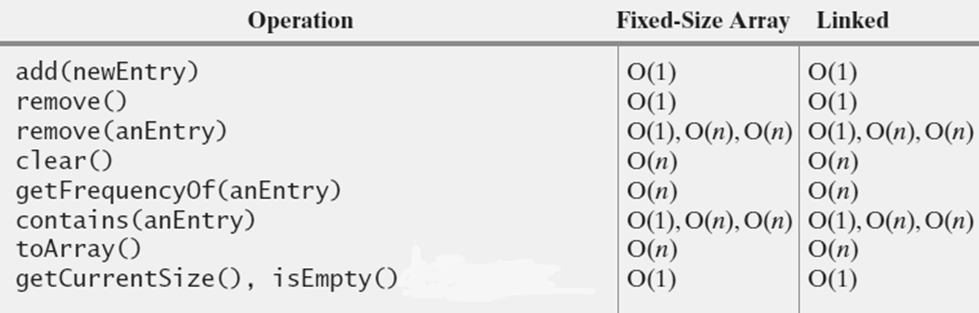 Operation Fixed-Size Array Linked
add(newEntry) O(1) O(1)
remove() O(1) O(1)
remove(anEntry) O(1), O(n), O(n) O(1), O(n), O(n)
clear() O(n) O(n)
getFrequencyOf(anEntry) O(n) O(n)
contains(anEntry) O(1), O(n), O(n) O(1), O(n), O(n)
toArray() O(n) O(n)
getCurrentSize(), isEmpty() O(1) O(1)